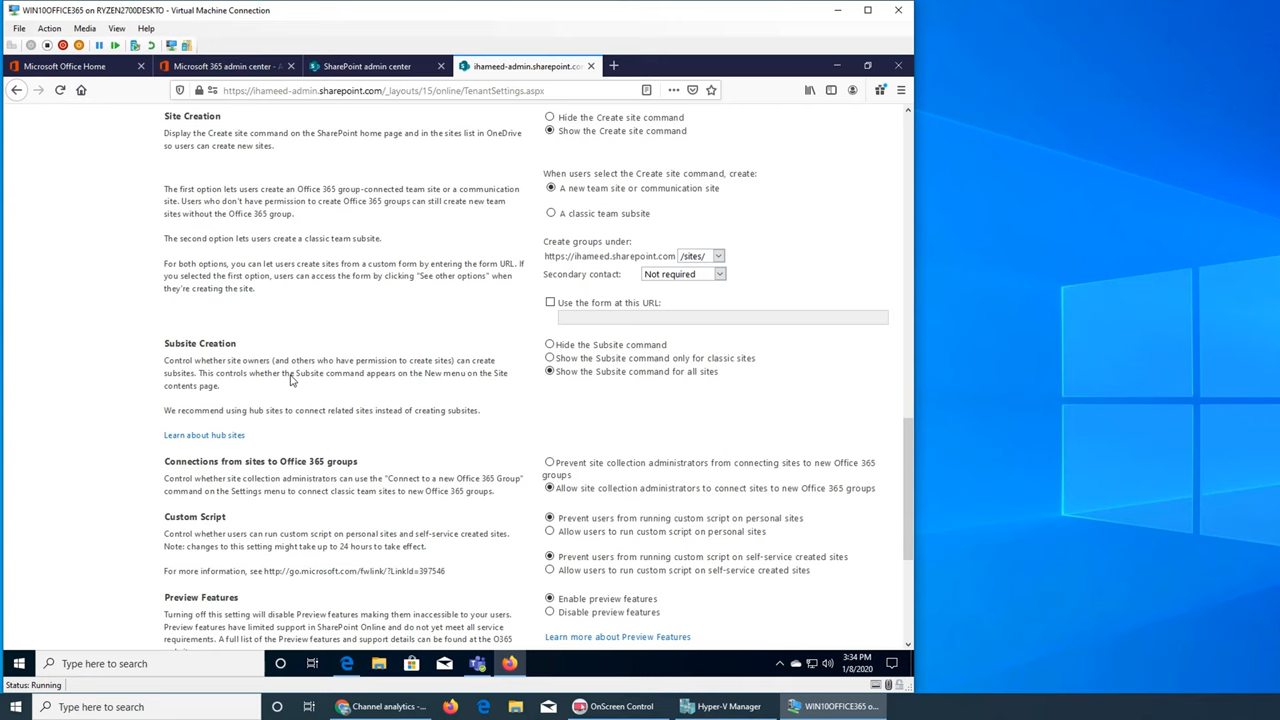 WIN10OFFICE365 on RYZEN2700DESKTO - Virtual Machine Connection
File Action Media View Help
Microsoft Office Home
Microsoft 365 admin center - A
SharePoint admin center
ihameed-admin.sharepoint.co
https://ihameed-admin.sharepoint.com/_layouts/15/online/TenantSettings.aspx
Site Creation
Display the Create site command on the SharePoint home page and in the sites list in OneDrive
so users can create new sites.
Hide the Create site command
Show the Create site command
The first option lets users create an Office 365 group-connected team site or a communication
site. Users who don't have permission to create Office 365 groups can still create new team
sites without the Office 365 group.
The second option lets users create a classic team subsite.
For both options, you can let users create sites from a custom form by entering the form URL. If
you selected the first option, users can access the form by clicking "See other options" when
they're creating the site.
When users select the Create site command, create:
A new team site or communication site
A classic team subsite
Create groups under:
https://ihameed.sharepoint.com /sites/
Secondary contact: Not required
Use the form at this URL:
Subsite Creation
Control whether site owners (and others who have permission to create sites) can create
subsites. This controls whether the Subsite command appears on the New menu on the Site
contents page.
We recommend using hub sites to connect related sites instead of creating subsites.
Learn about hub sites
Hide the Subsite command
Show the Subsite command only for classic sites
Show the Subsite command for all sites
Connections from sites to Office 365 groups
Control whether site collection administrators can use the "Connect to a new Office 365 Group"
command on the Settings menu to connect classic team sites to new Office 365 groups.
Prevent site collection administrators from connecting sites to new Office 365
groups
Allow site collection administrators to connect sites to new Office 365 groups
Custom Script
Control whether users can run custom script on personal sites and self-service created sites.
Note: changes to this setting might take up to 24 hours to take effect.
For more information, see http://go.microsoft.com/fwlink/?LinkId=397546
Prevent users from running custom script on personal sites
Allow users to run custom script on personal sites
Prevent users from running custom script on self-service created sites
Allow users to run custom script on self-service created sites
Preview Features
Turning off this setting will disable Preview features making them inaccessible to your users.
Preview features have limited support in SharePoint Online and do not yet meet all service
requirements. A full list of the Preview features and support details can be found at the O365
Enable preview features
Disable preview features
Learn more about Preview Features
Type here to search
3:34 PM
1/8/2020
Status: Running
Type here to search
Channel analytics - ...
OnScreen Control
Hyper-V Manager
WIN10OFFICE365 o...